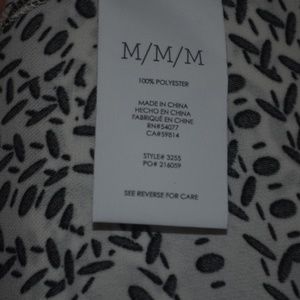 M/M/M
100% POLYESTER
MADE IN CHINA
HECHO EN CHINA
FABRIQUÉ EN CHINE
RN#54077
CA#59814
STYLE# 3255
PO# 216059
SEE REVERSE FOR CARE